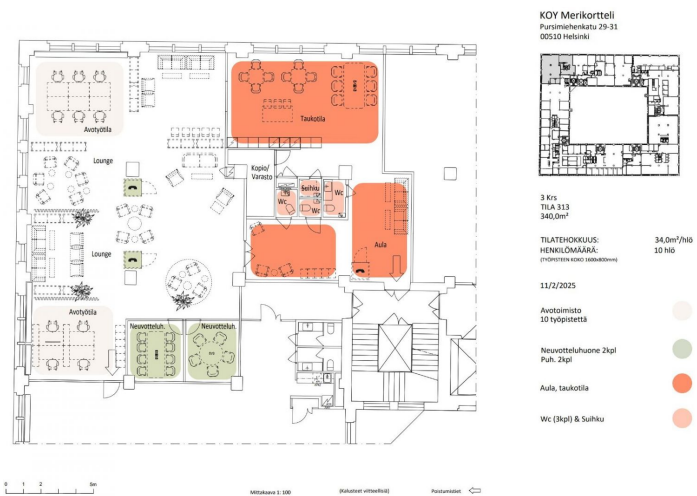 KOY Merikortteli
Pursimiehenkatu 29-31
00510 Helsinki
Avotyötila
Lounge
Taukotila
Kopio/
Varasto
Suihku
Wc
Wc
Wc
Aula
Lounge
Avotyötila
Neuvotteluh.
Neuvotteluh.
3 Krs
TILA 313
340,0m²
TILATEHOKKUUS: 34,0m²/hlö
HENKILÖMÄÄRÄ: 10 hlö
(TYÖPISTEEN KOKO 1600x800mm)
11/2/2025
Avotoimisto
10 työpistettä
Neuvotteluhuone 2kpl
Puh. 2kpl
Aula, taukotila
Wc (3kpl) & Suihku
0 1 2 5m
Mittakaava 1: 100 (Kalusteet viitteellisiä) Poistumistiet